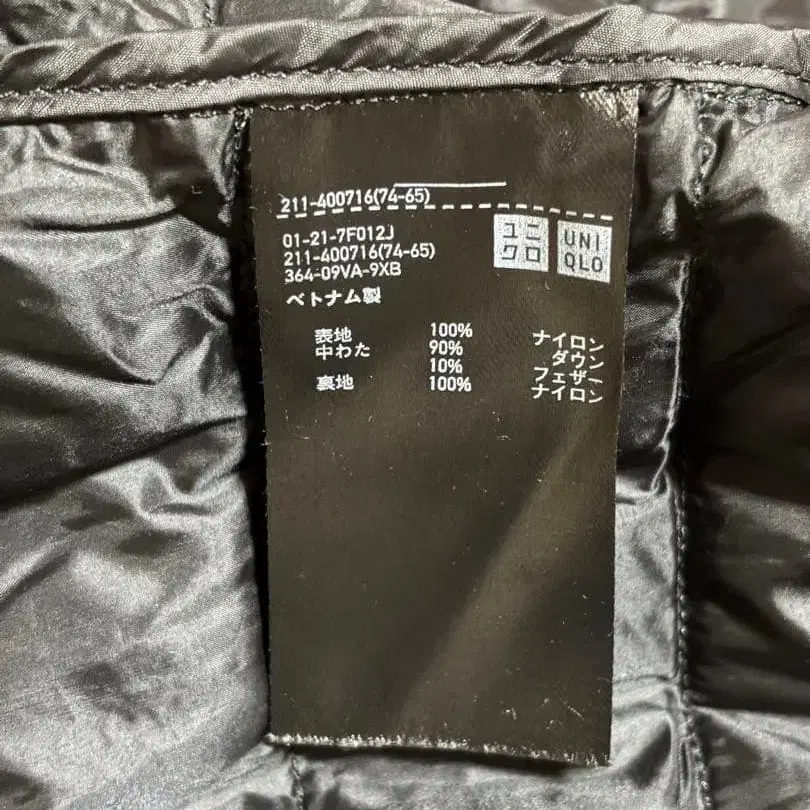 211-400716(74-65)
01-21-7F012J
211-400716(74-65)
364-09VA-9XB
ベトナム製
ユニ
クロ
UNI
QLO
表地 100% ナイロン
中わた 90% ダウン
10% フェザー
裏地 100% ナイロン